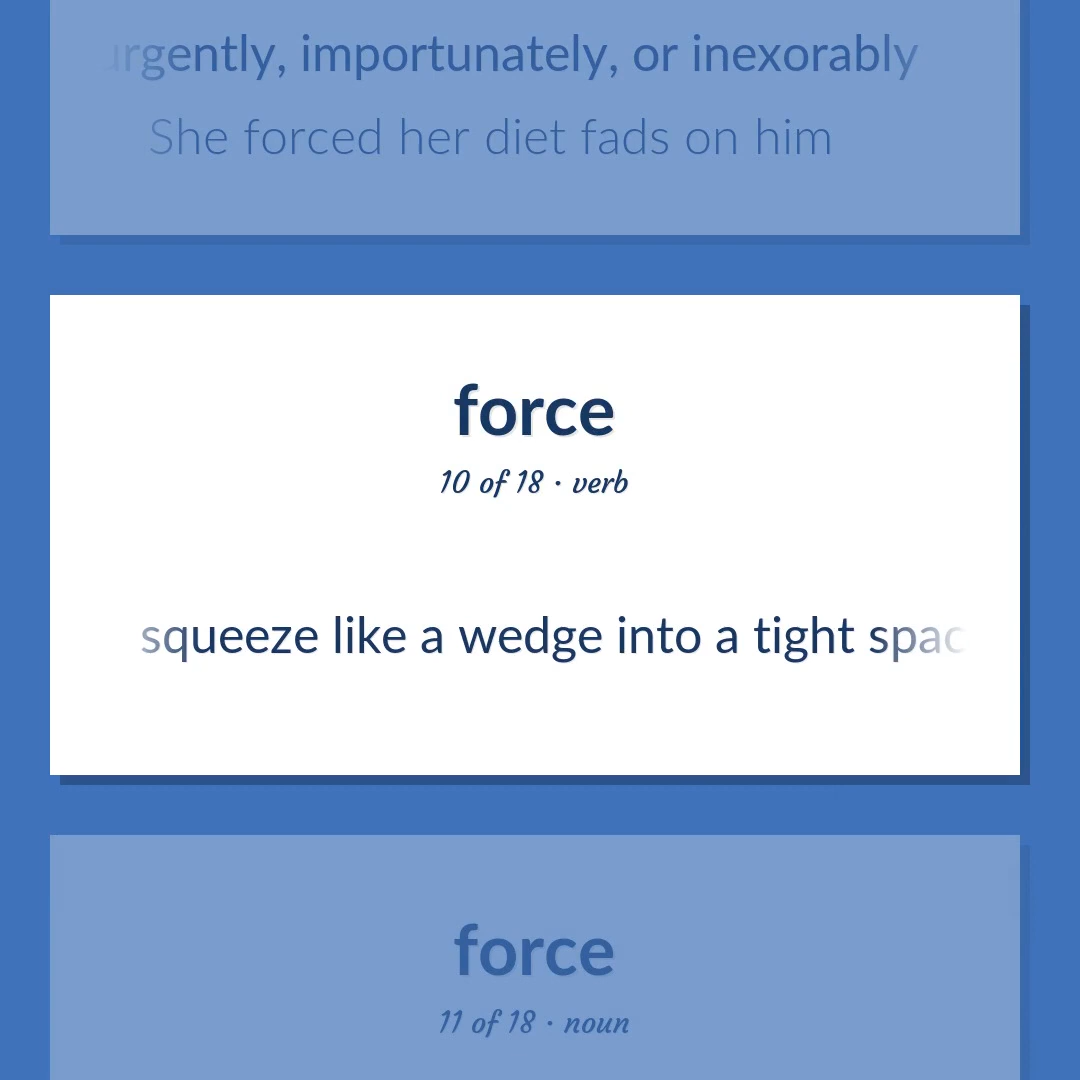 urgently, importunately, or inexorably
She forced her diet fads on him
force
10 of 18 · verb
squeeze like a wedge into a tight spac
force
11 of 18 · noun